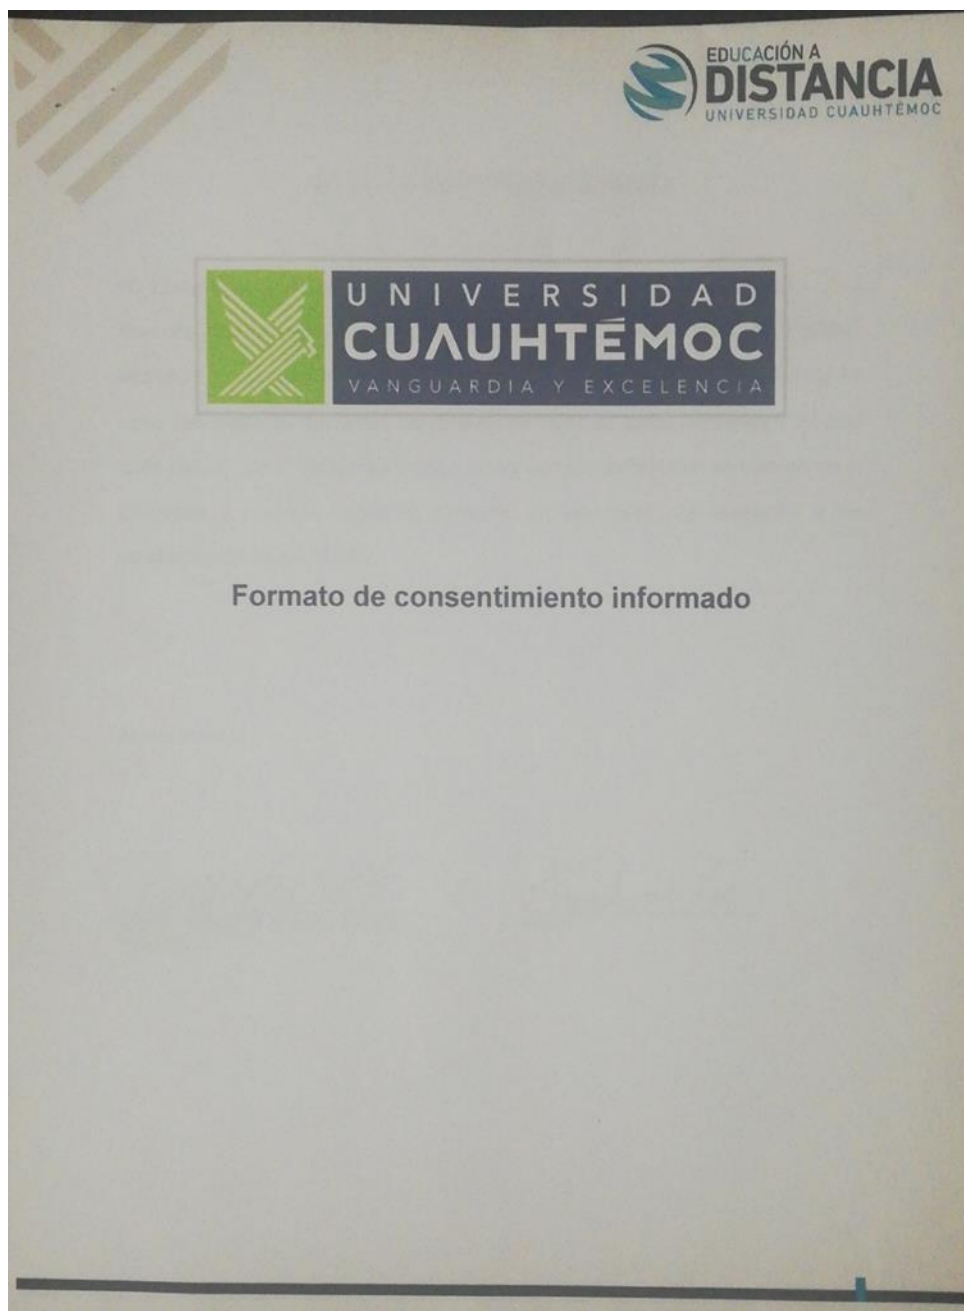 EDUCACIÓN A
DISTANCIA
UNIVERSIDAD CUAUHTÉMOC
UNIVERSIDAD
CUAUHTÉMOC
VANGUARDIA Y EXCELENCIA
Formato de consentimiento informado